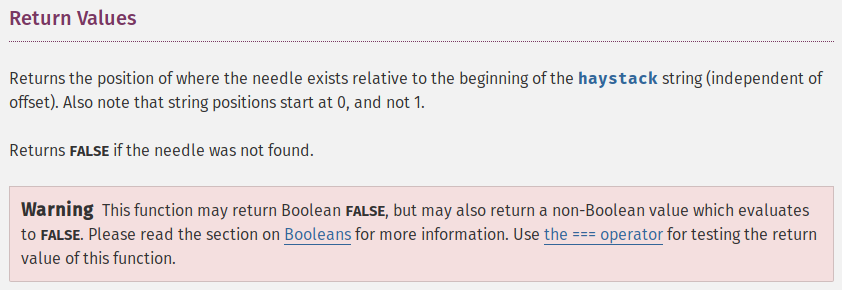 Return Values
Returns the position of where the needle exists relative to the beginning of the haystack string (independent of
offset). Also note that string positions start at 0, and not 1.
Returns FALSE if the needle was not found.
Warning This function may return Boolean FALSE, but may also return a non-Boolean value which evaluates
to FALSE. Please read the section on Booleans for more information. Use the === operator for testing the return
value of this function.